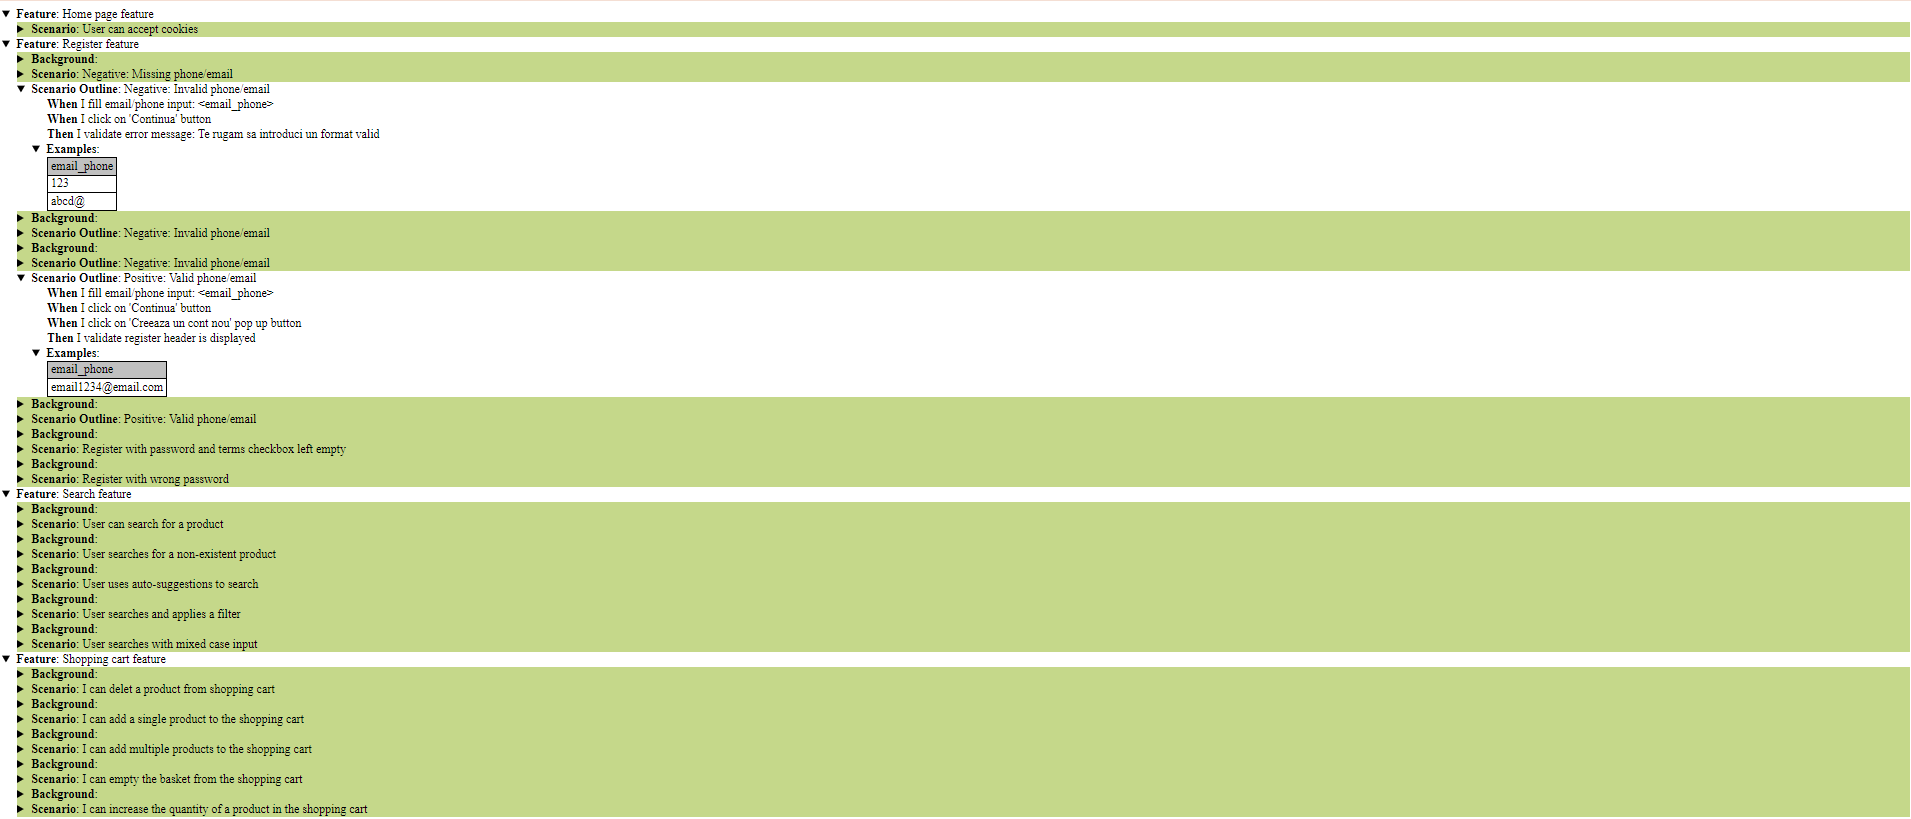 Feature: Home page feature
Scenario: User can accept cookies
Feature: Register feature
Background:
Scenario: Negative: Missing phone/email
Scenario Outline: Negative: Invalid phone/email
When I fill email/phone input: <email_phone>
When I click on 'Continua' button
Then I validate error message: Te rugam sa introduci un format valid
Examples:
email_phone
123
abcd@
Background:
Scenario Outline: Negative: Invalid phone/email
Background:
Scenario Outline: Negative: Invalid phone/email
Scenario Outline: Positive: Valid phone/email
When I fill email/phone input: <email_phone>
When I click on 'Continua' button
When I click on 'Creeaza un cont nou' pop up button
Then I validate register header is displayed
Examples:
email_phone
email1234@email.com
Background:
Scenario Outline: Positive: Valid phone/email
Background:
Scenario: Register with password and terms checkbox left empty
Background:
Scenario: Register with wrong password
Feature: Search feature
Background:
Scenario: User can search for a product
Background:
Scenario: User searches for a non-existent product
Background:
Scenario: User uses auto-suggestions to search
Background:
Scenario: User searches and applies a filter
Background:
Scenario: User searches with mixed case input
Feature: Shopping cart feature
Background:
Scenario: I can delet a product from shopping cart
Background:
Scenario: I can add a single product to the shopping cart
Background:
Scenario: I can add multiple products to the shopping cart
Background:
Scenario: I can empty the basket from the shopping cart
Background:
Scenario: I can increase the quantity of a product in the shopping cart